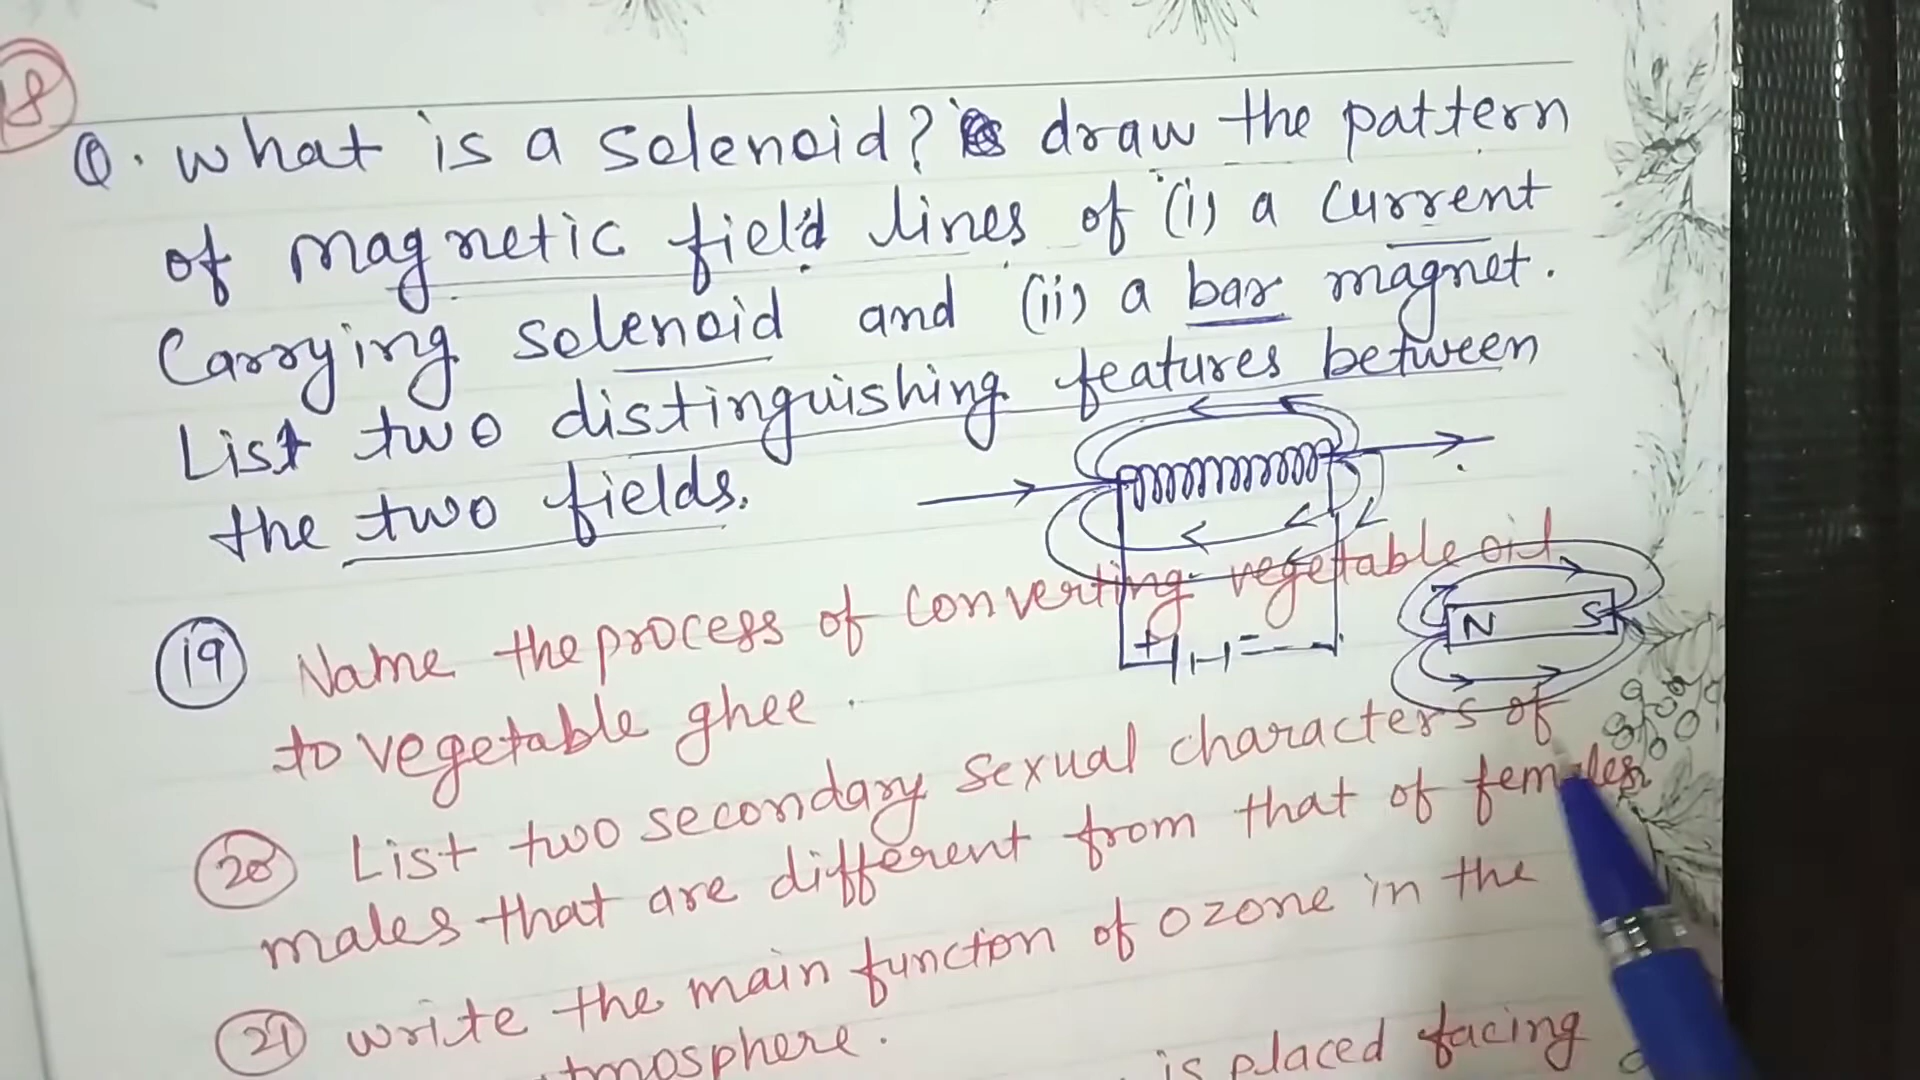 18
Q. What is a solenoid? draw the pattern
of magnetic field lines of (i) a current
Carrying solenoid and (ii) a bar magnet.
List two distinguishing features between
the two fields.
N S
19 Name the process of converting vegetable oil
to vegetable ghee.
20 List two secondary sexual characters of
males that are different from that of females.
21 write the main function of ozone in the
tmosphere.
is placed facing